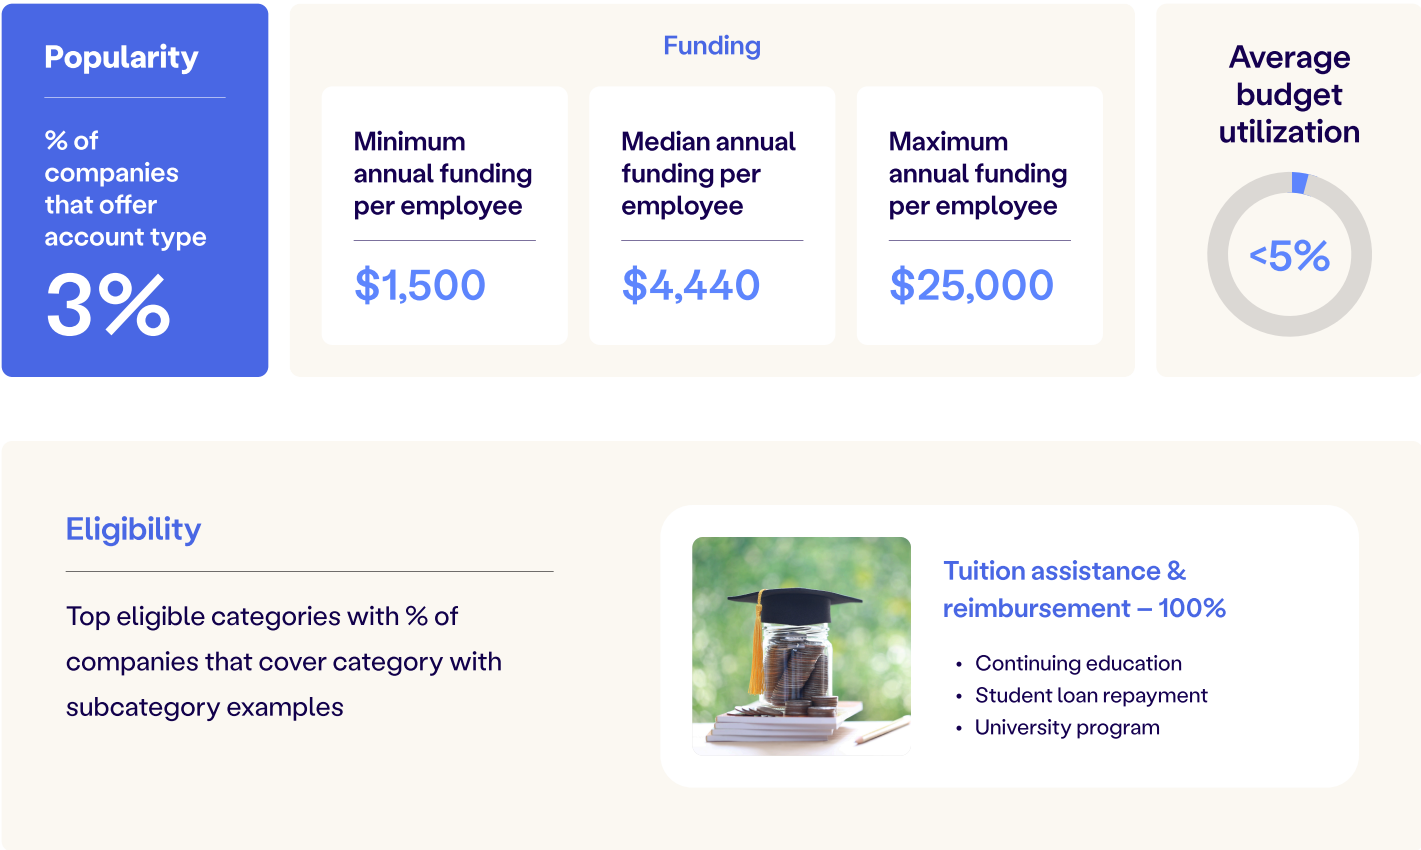 Popularity
% of
companies
that offer
account type
3%
Funding
Minimum
annual funding
per employee
$1,500
Median annual
funding per
employee
$4,440
Maximum
annual funding
per employee
$25,000
Average
budget
utilization
<5%
Eligibility
Top eligible categories with % of
companies that cover category with
subcategory examples
Tuition assistance &
reimbursement – 100%
• Continuing education
• Student loan repayment
• University program